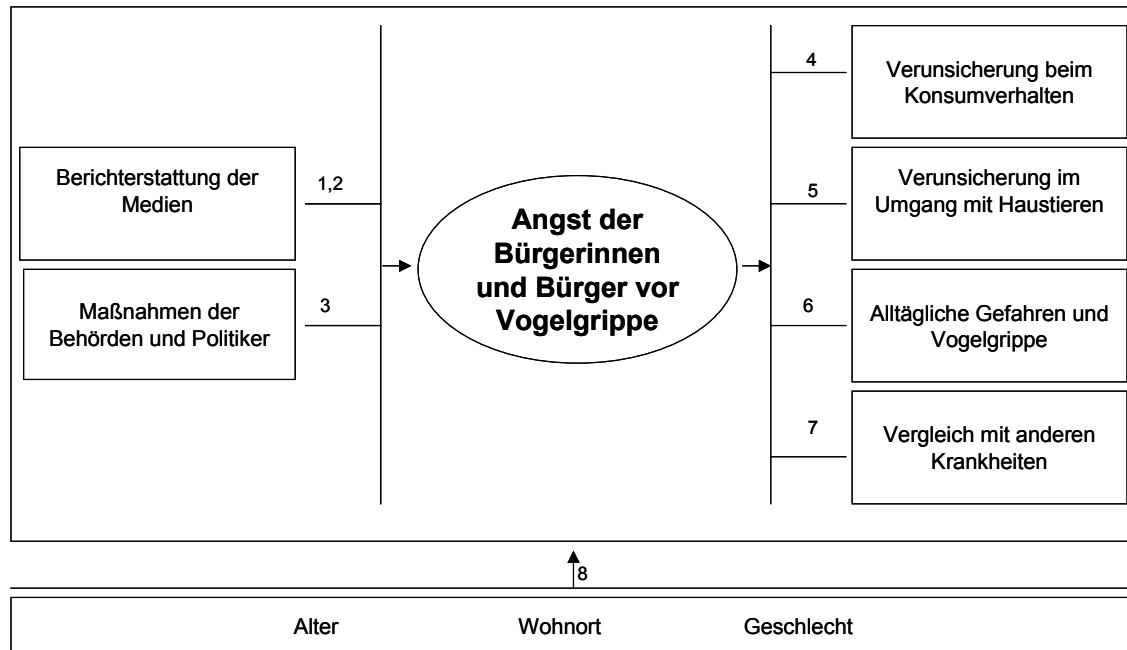 4
Verunsicherung beim
Konsumverhalten
Berichterstattung der
Medien
1,2
Angst der
Bürgerinnen
und Bürger vor
Vogelgrippe
5
Verunsicherung im
Umgang mit Haustieren
Maßnahmen der
Behörden und Politiker
3
6
Alltägliche Gefahren und
Vogelgrippe
7
Vergleich mit anderen
Krankheiten
8
Alter Wohnort Geschlecht